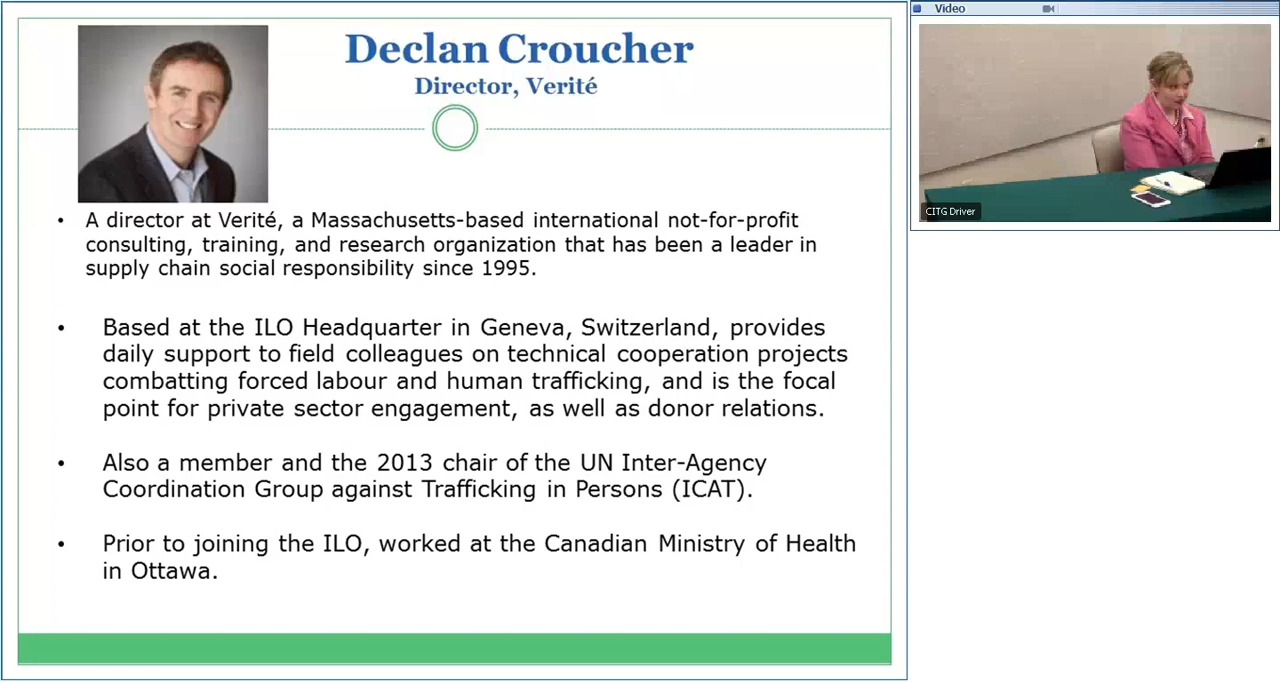 Declan Croucher
Director, Verité
• A director at Verité, a Massachusetts-based international not-for-profit
consulting, training, and research organization that has been a leader in
supply chain social responsibility since 1995.
• Based at the ILO Headquarter in Geneva, Switzerland, provides
daily support to field colleagues on technical cooperation projects
combatting forced labour and human trafficking, and is the focal
point for private sector engagement, as well as donor relations.
• Also a member and the 2013 chair of the UN Inter-Agency
Coordination Group against Trafficking in Persons (ICAT).
• Prior to joining the ILO, worked at the Canadian Ministry of Health
in Ottawa.
Video
CITG Driver